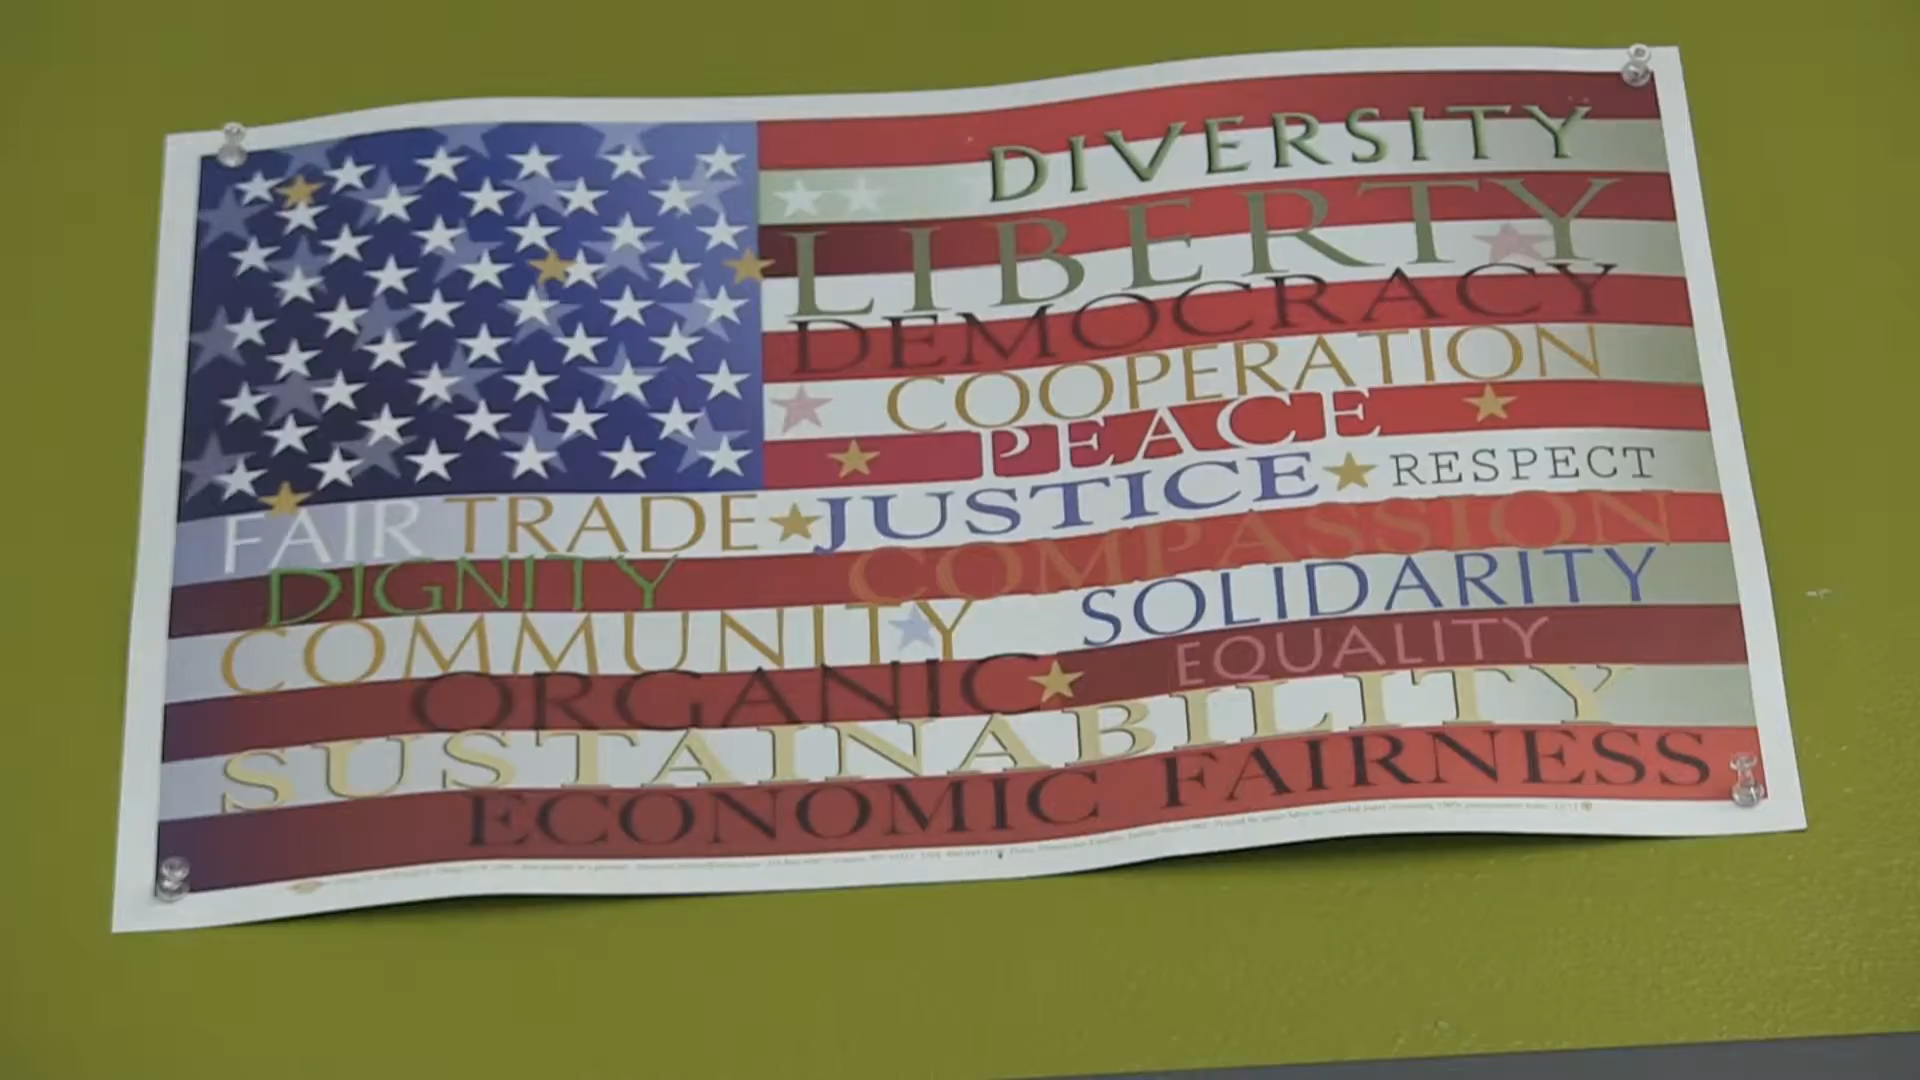 DIVERSITY
LIBERTY
DEMOCRACY
COOPERATION
PEACE
FAIR TRADE JUSTICE RESPECT
DIGNITY COMPASSION
COMMUNITY SOLIDARITY
ORGANIC EQUALITY
SUSTAINABILITY
ECONOMIC FAIRNESS